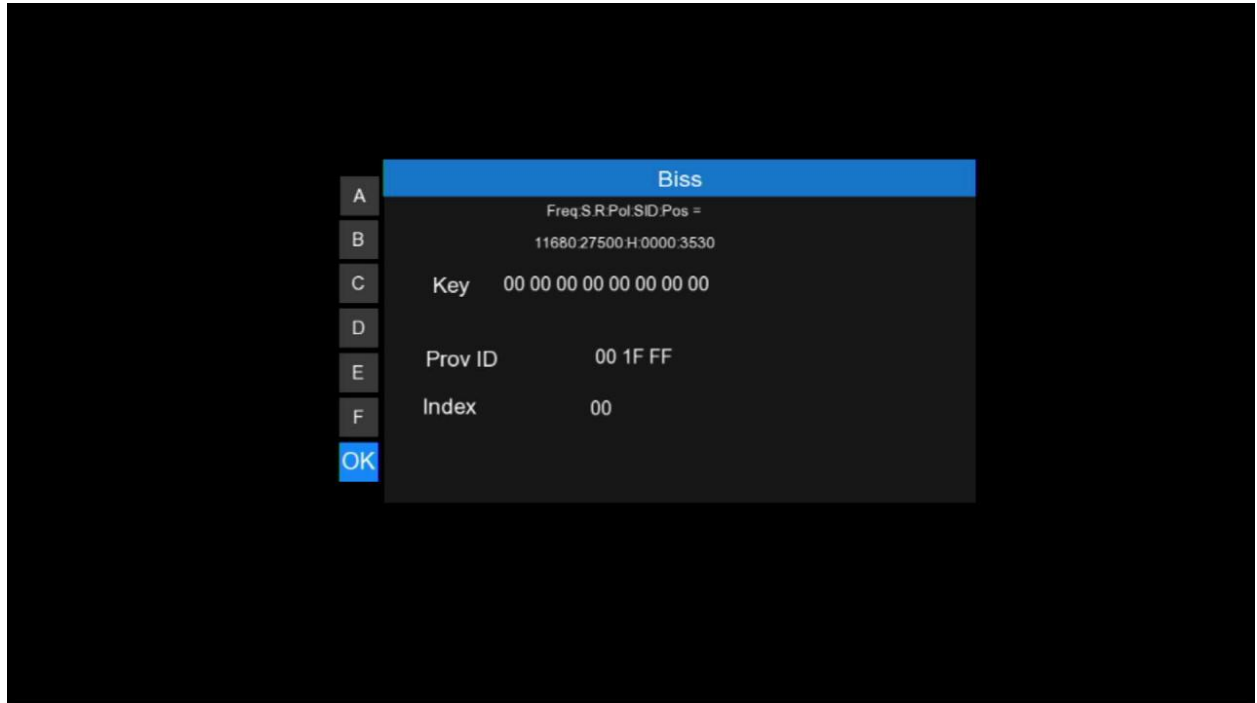 Biss
Freq:S.R:Pol:SID:Pos =
11680:27500:H:0000:3530
Key 00 00 00 00 00 00 00 00
Prov ID 00 1F FF
Index 00
A
B
C
D
E
F
OK